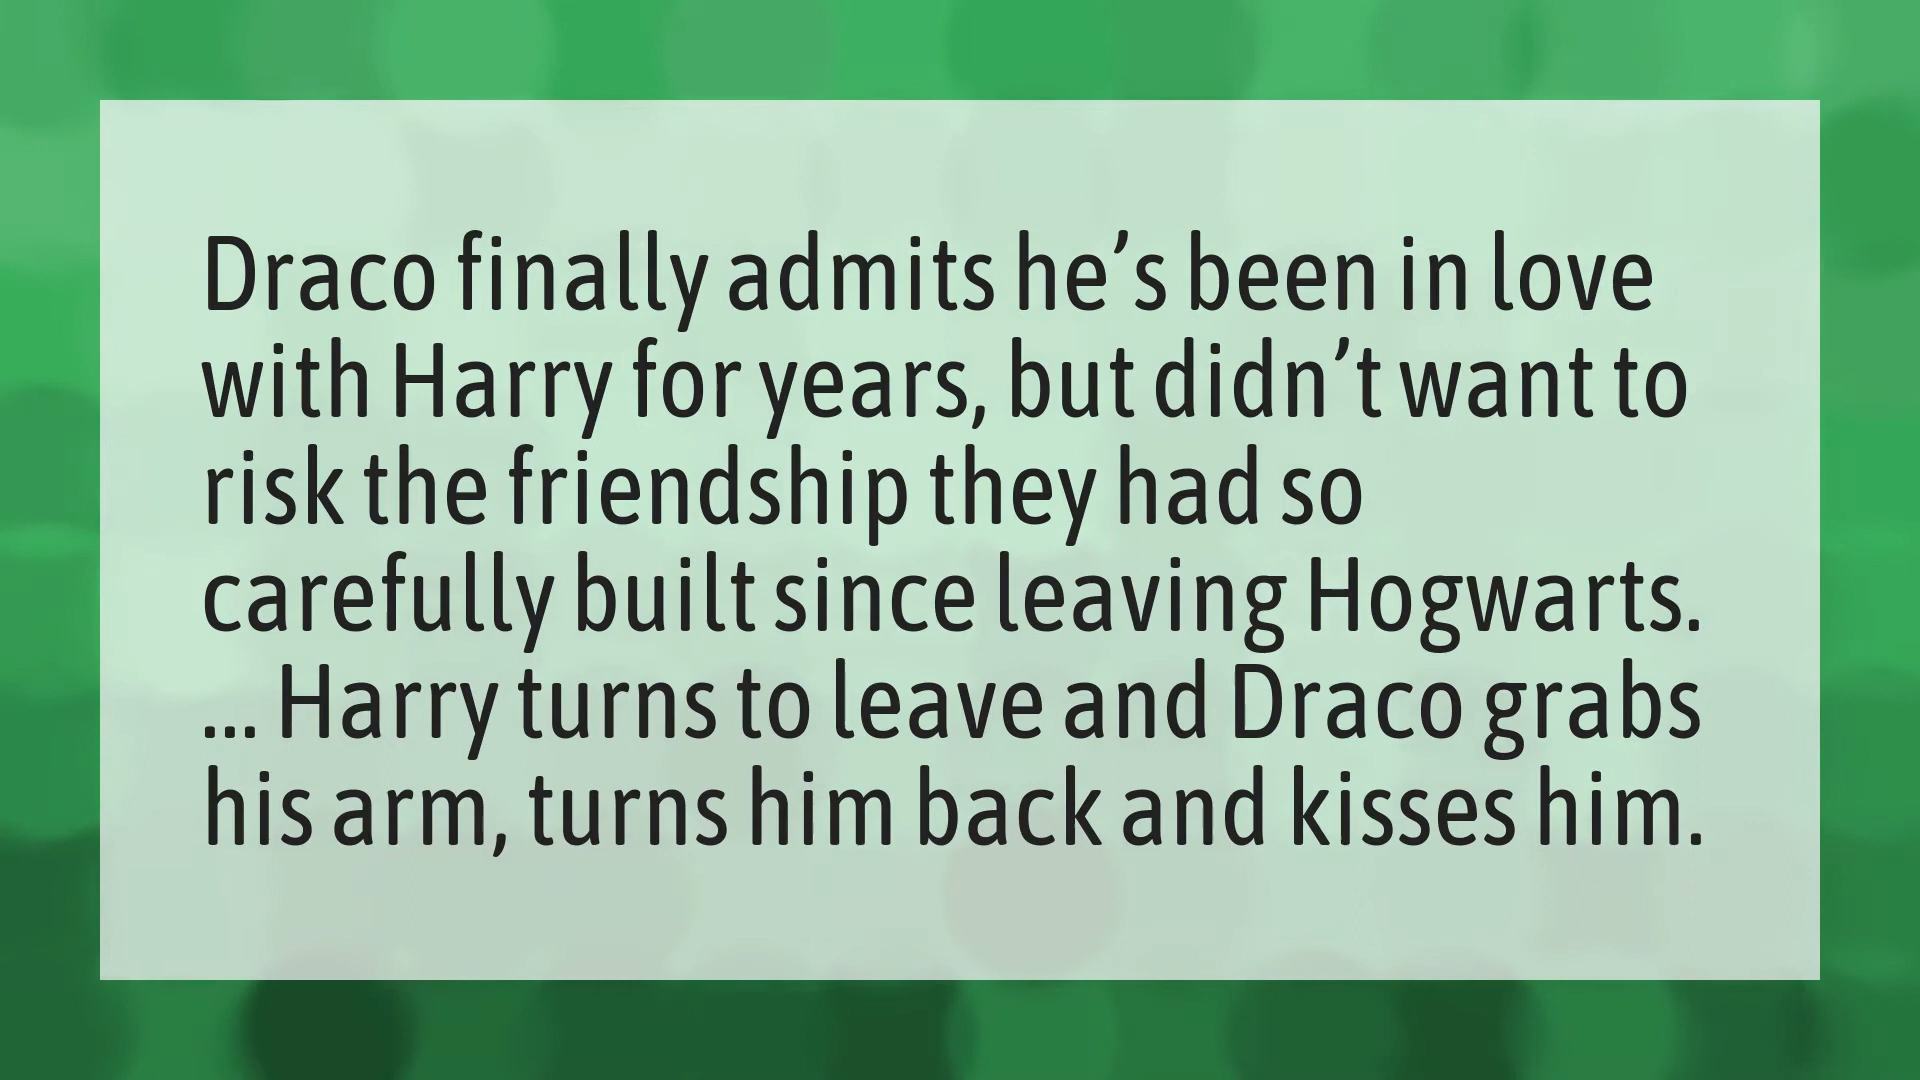 Draco finally admits he’s been in love
with Harry for years, but didn’t want to
risk the friendship they had so
carefully built since leaving Hogwarts.
... Harry turns to leave and Draco grabs
his arm, turns him back and kisses him.